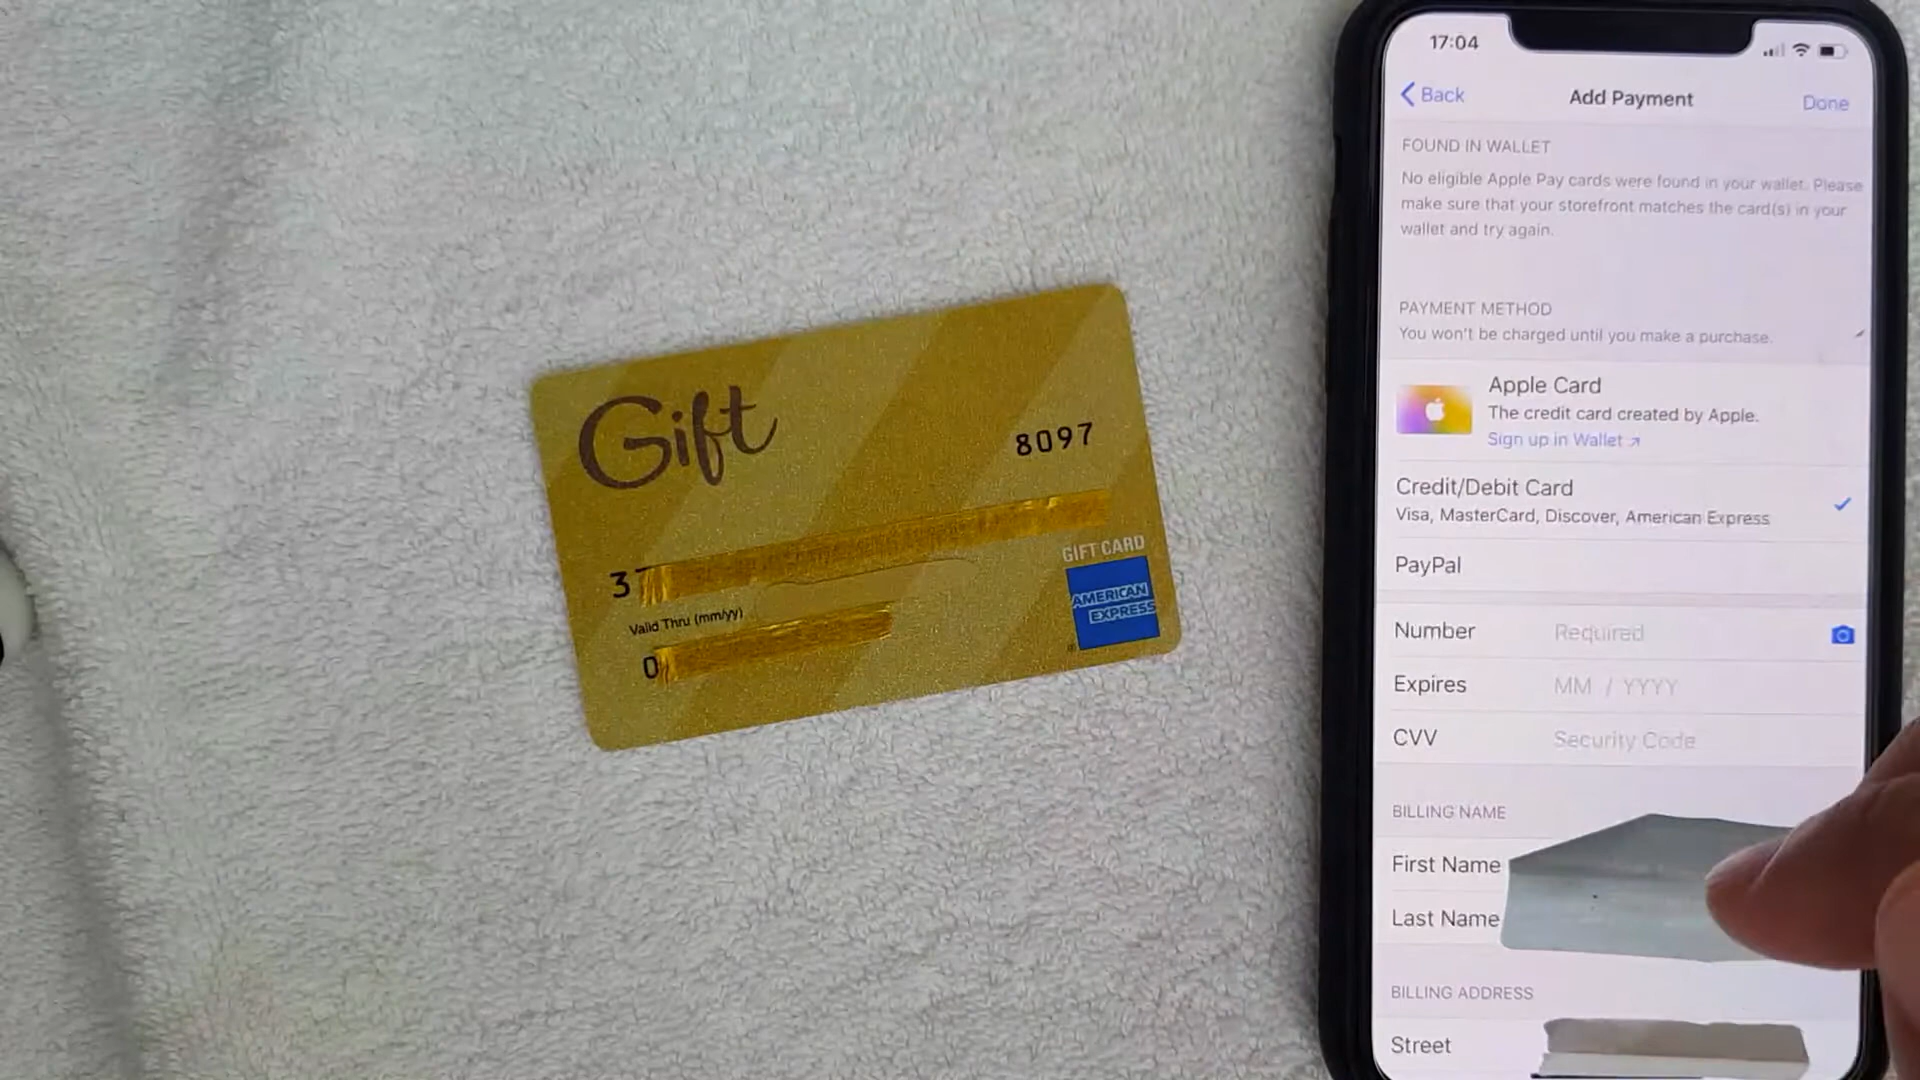 Gift
8097
3
Valid Thru (mm/yy)
0
GIFT CARD
AMERICAN
EXPRESS
17:04
Back
Add Payment
Done
FOUND IN WALLET
No eligible Apple Pay cards were found in your wallet. Please
make sure that your storefront matches the card(s) in your
wallet and try again.
PAYMENT METHOD
You won't be charged until you make a purchase.
Apple Card
The credit card created by Apple.
Sign up in Wallet ↗
Credit/Debit Card
Visa, MasterCard, Discover, American Express
PayPal
Number Required
Expires MM / YYYY
CVV Security Code
BILLING NAME
First Name
Last Name
BILLING ADDRESS
Street